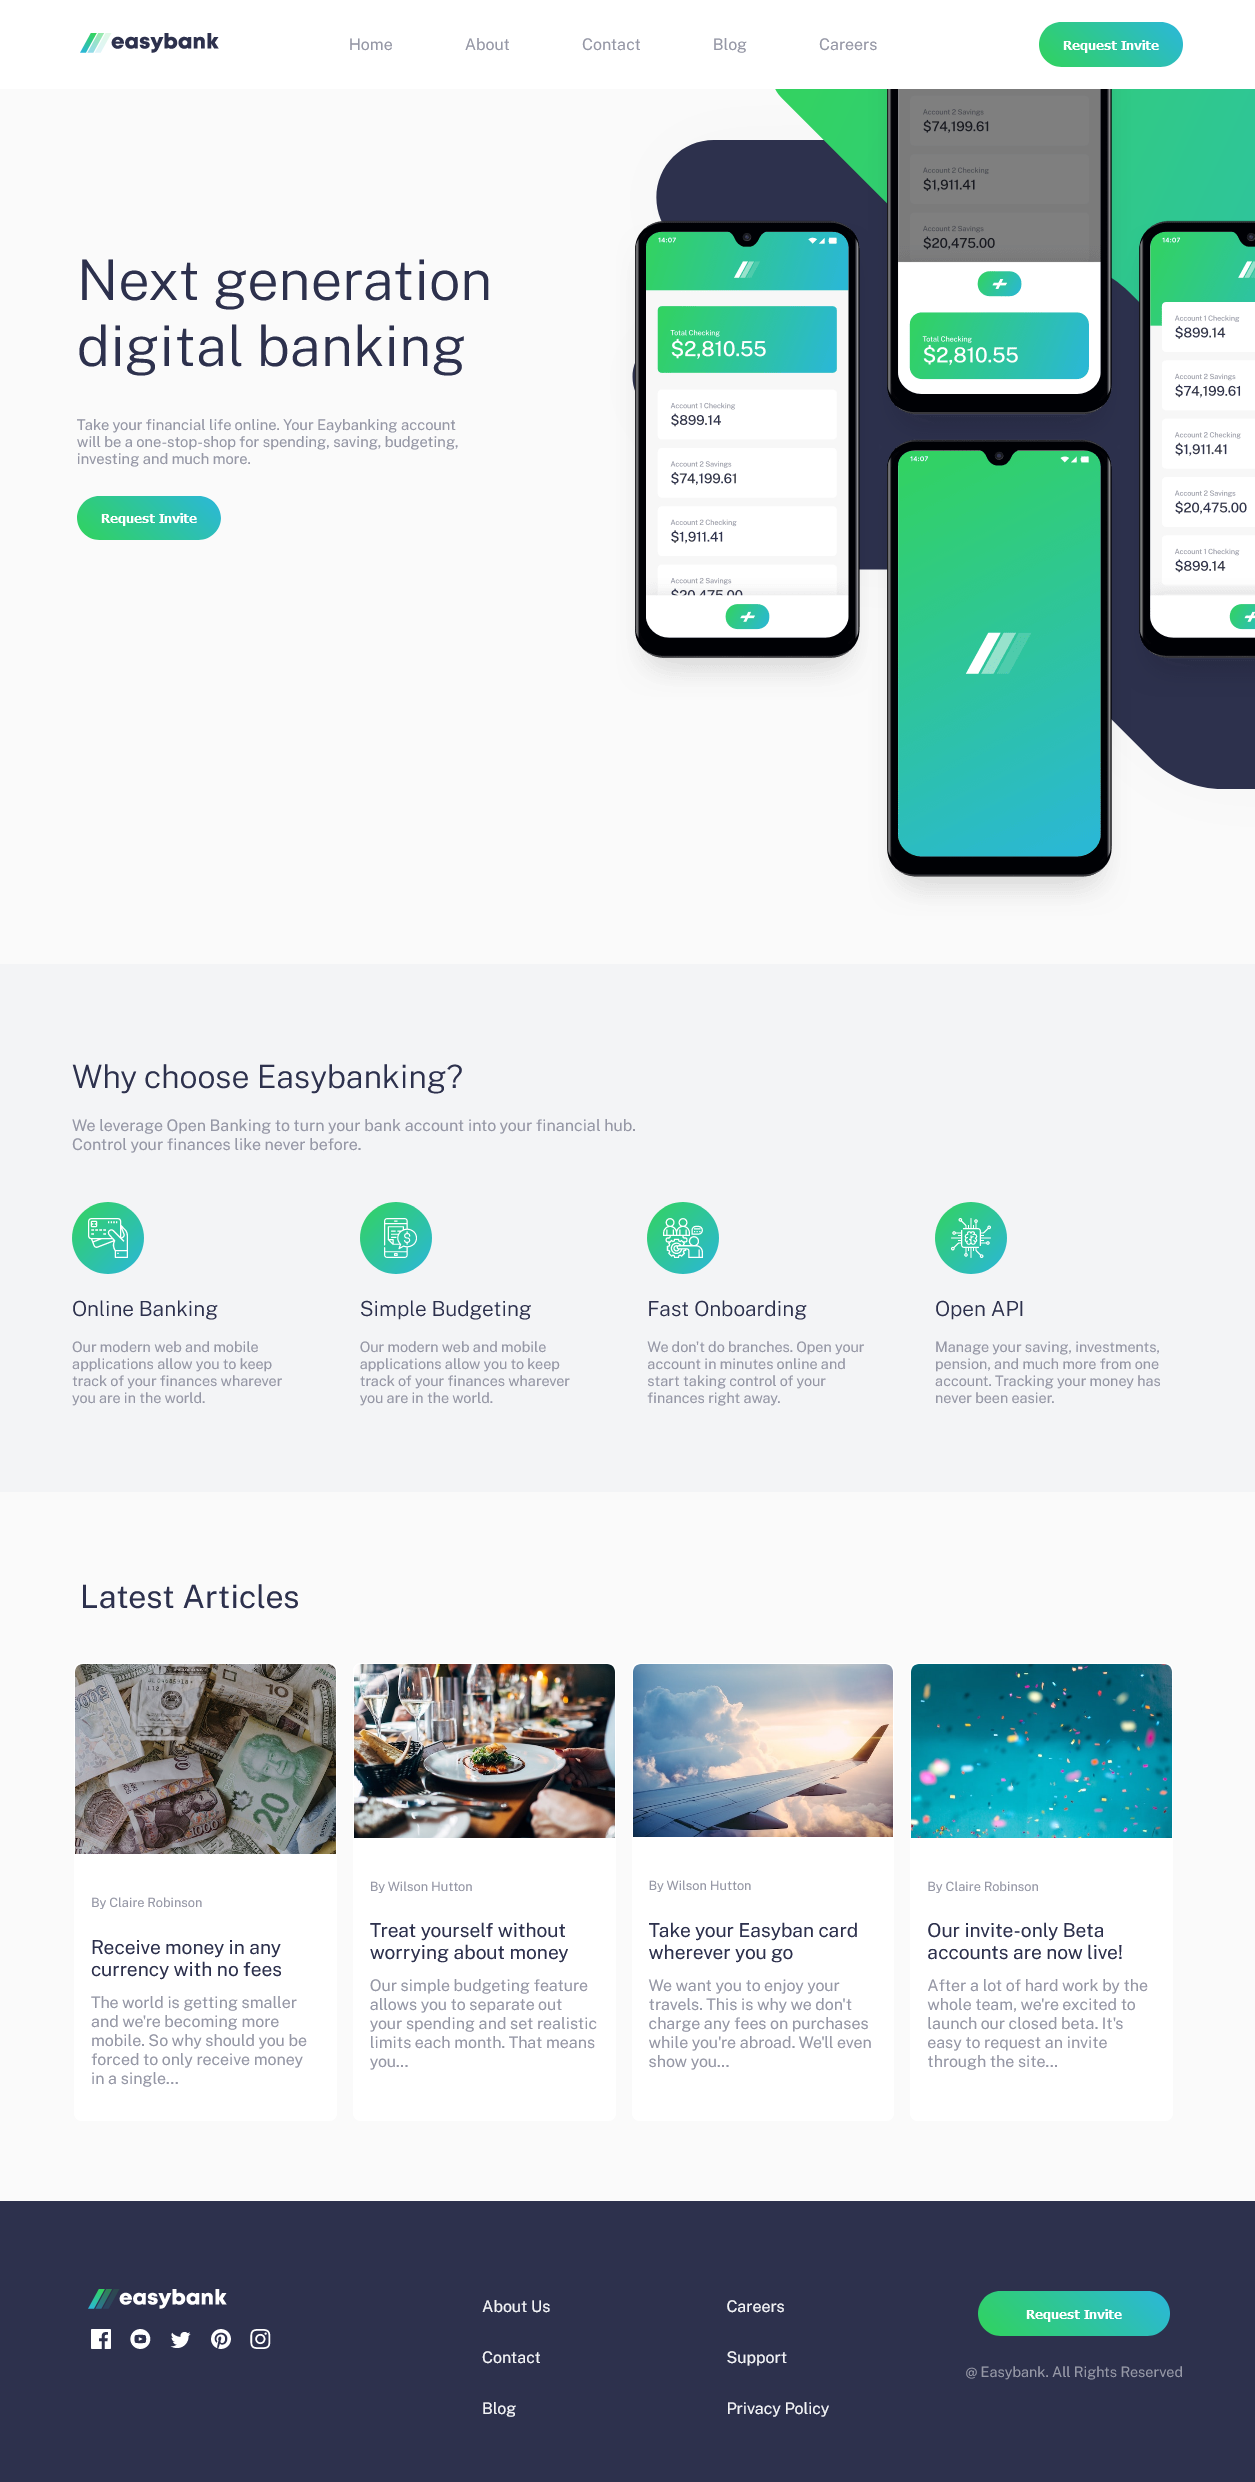 easybank
Home
About
Contact
Blog
Careers
Request Invite
Next generation
digital banking
Take your financial life online. Your Eaybanking account
will be a one-stop-shop for spending, saving, budgeting,
investing and much more.
Request Invite
14:07
Total Checking
$2,810.55
Account 1 Checking
$899.14
Account 2 Savings
$74,199.61
Account 2 Checking
$1,911.41
Account 2 Savings
$20,475.00
Account 2 Savings
$74,199.61
Account 2 Checking
$1,911.41
Account 2 Savings
$20,475.00
Total Checking
$2,810.55
14:07
14:07
Account 1 Checking
$899.14
Account 2 Savings
$74,199.61
Account 2 Checking
$1,911.41
Account 2 Savings
$20,475.00
Account 1 Checking
$899.14
Why choose Easybanking?
We leverage Open Banking to turn your bank account into your financial hub.
Control your finances like never before.
Online Banking
Our modern web and mobile
applications allow you to keep
track of your finances wharever
you are in the world.
Simple Budgeting
Our modern web and mobile
applications allow you to keep
track of your finances wharever
you are in the world.
Fast Onboarding
We don't do branches. Open your
account in minutes online and
start taking control of your
finances right away.
Open API
Manage your saving, investments,
pension, and much more from one
account. Tracking your money has
never been easier.
Latest Articles
By Claire Robinson
Receive money in any
currency with no fees
The world is getting smaller
and we're becoming more
mobile. So why should you be
forced to only receive money
in a single...
By Wilson Hutton
Treat yourself without
worrying about money
Our simple budgeting feature
allows you to separate out
your spending and set realistic
limits each month. That means
you...
By Wilson Hutton
Take your Easyban card
wherever you go
We want you to enjoy your
travels. This is why we don't
charge any fees on purchases
while you're abroad. We'll even
show you...
By Claire Robinson
Our invite-only Beta
accounts are now live!
After a lot of hard work by the
whole team, we're excited to
launch our closed beta. It's
easy to request an invite
through the site...
easybank
About Us
Contact
Blog
Careers
Support
Privacy Policy
Request Invite
@ Easybank. All Rights Reserved